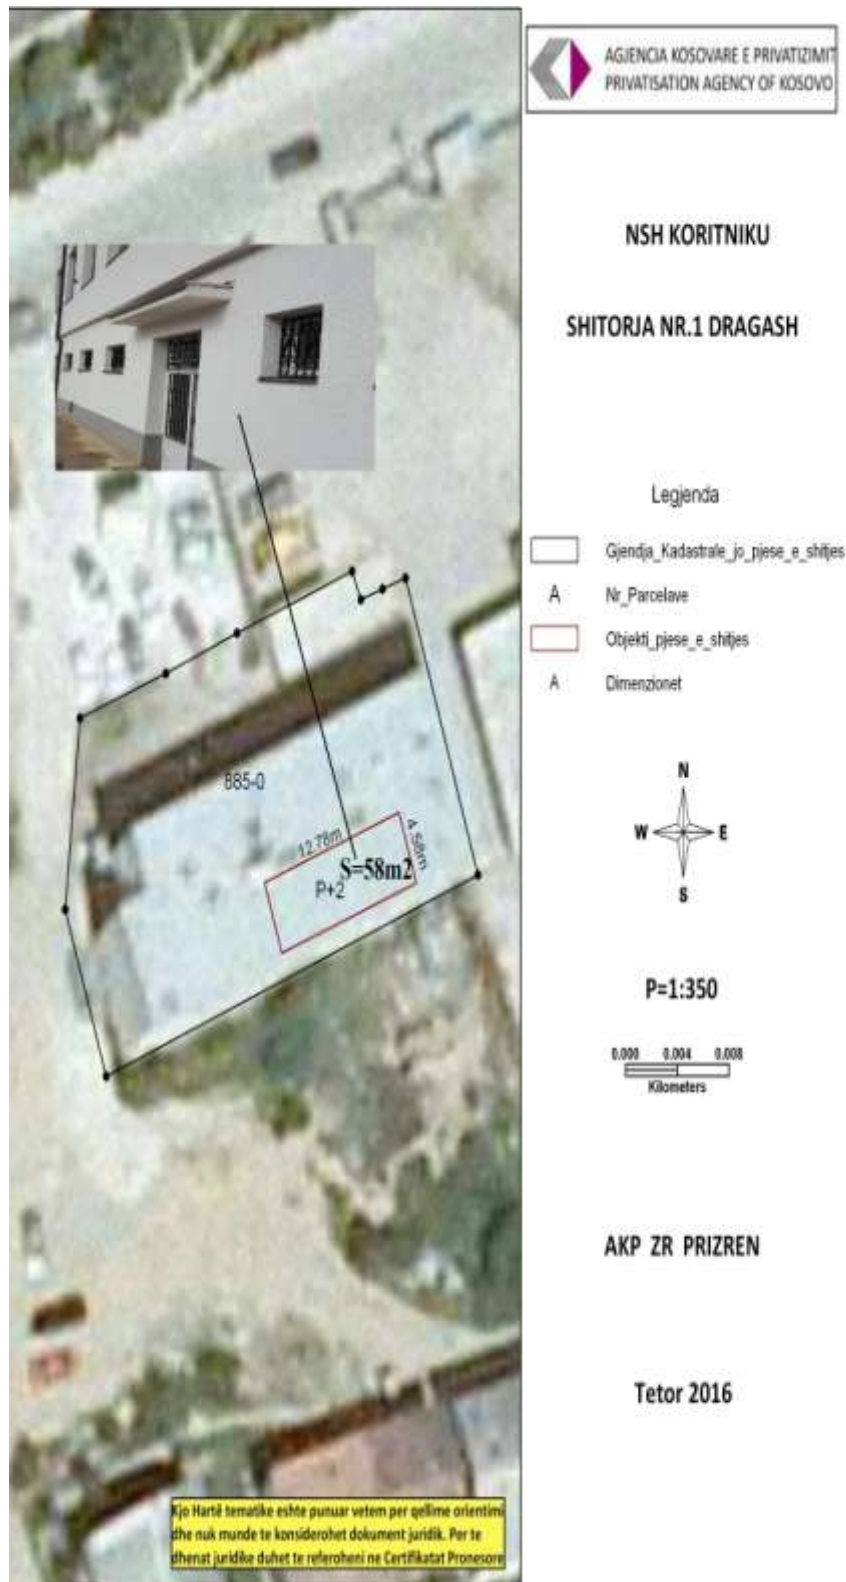 AGJENCIA KOSOVARE E PRIVATIZIMIT
PRIVATISATION AGENCY OF KOSOVO
NSH KORITNIKU
SHITORJA NR.1 DRAGASH
Legjenda
Gjendja_Kadastrale_jo_pjese_e_shitjes
A Nr_Parcelave
Objekti_pjese_e_shitjes
A Dimenzionet
885-0
12.78m
4.58m
S=58m2
P+2
N
W E
S
P=1:350
0.000 0.004 0.008
Kilometers
AKP ZR PRIZREN
Tetor 2016
Kjo Hartë tematike eshte punuar vetem per qellime orientimi
dhe nuk munde te konsiderohet dokument juridik. Per te
dhenat juridike duhet te referoheni ne Certifikatat Pronesore